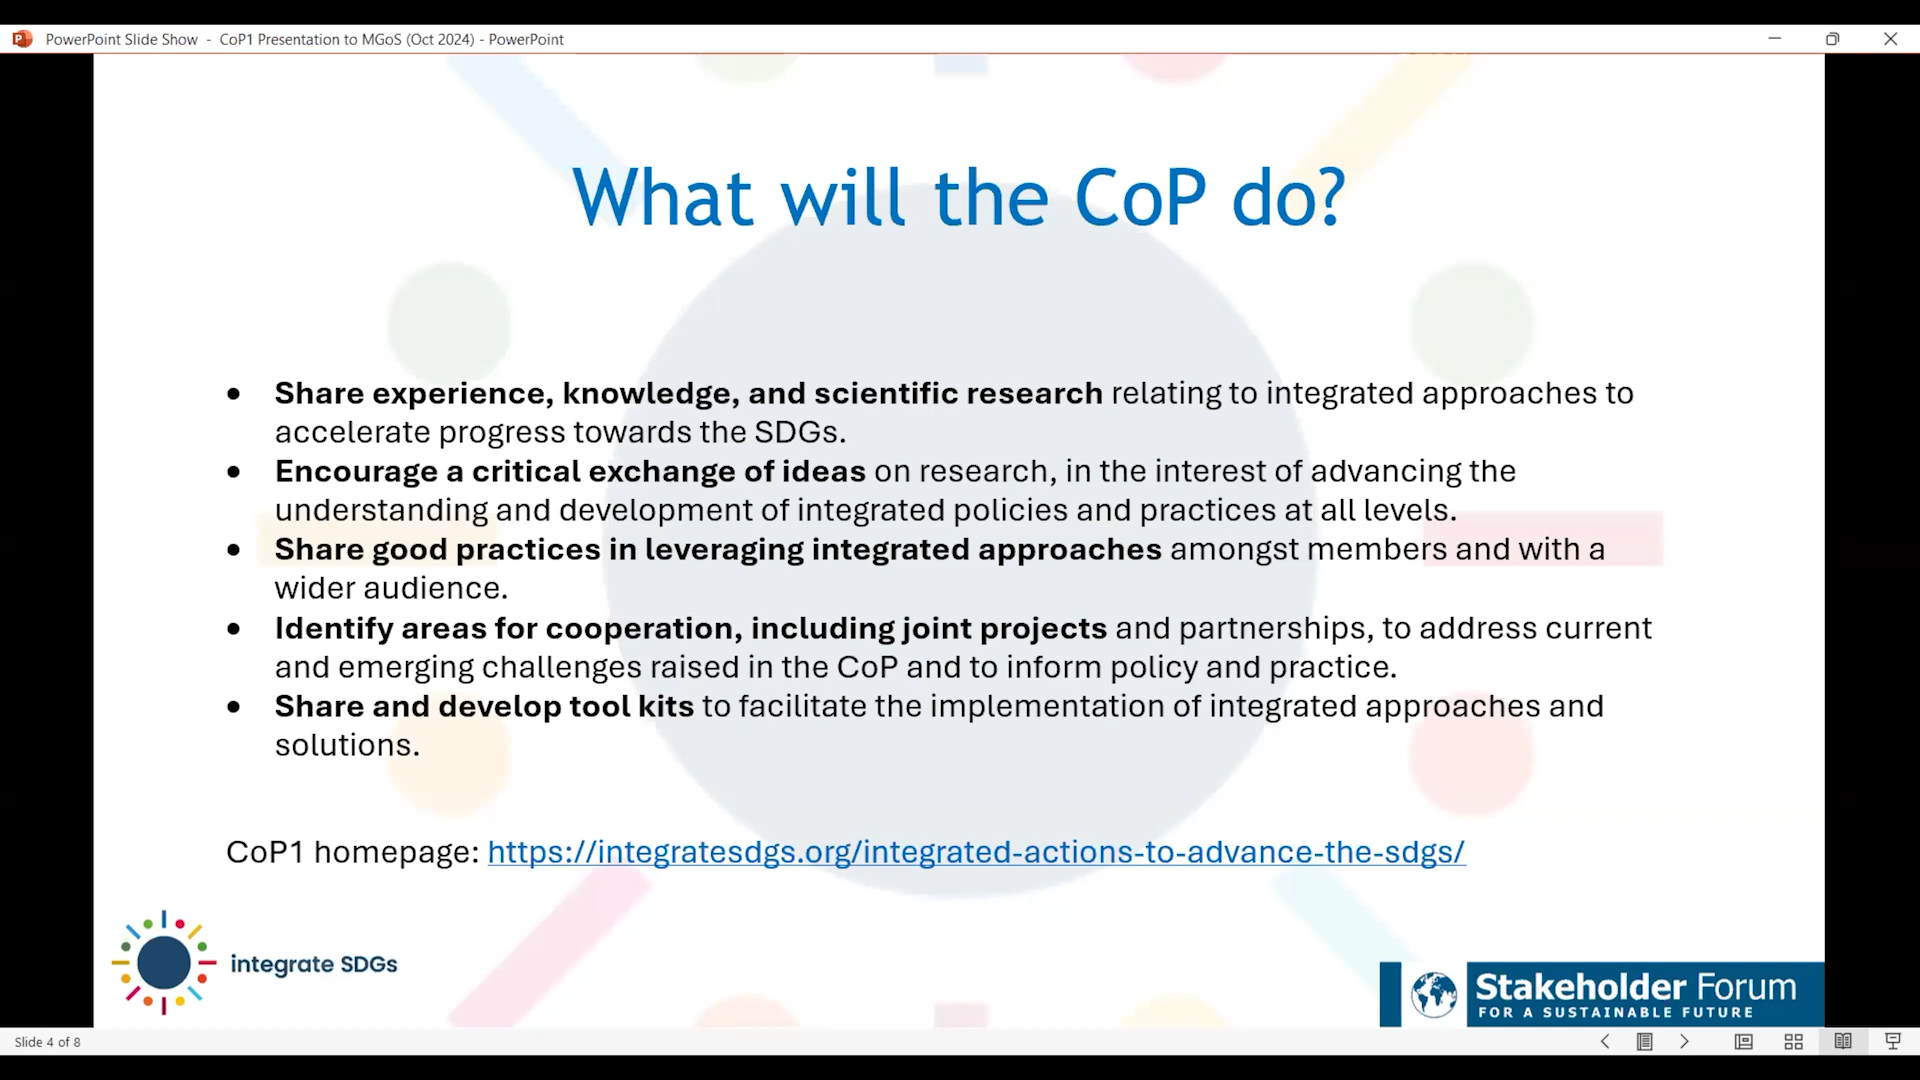 PowerPoint Slide Show - CoP1 Presentation to MGoS (Oct 2024) - PowerPoint
What will the CoP do?
• Share experience, knowledge, and scientific research relating to integrated approaches to
accelerate progress towards the SDGs.
• Encourage a critical exchange of ideas on research, in the interest of advancing the
understanding and development of integrated policies and practices at all levels.
• Share good practices in leveraging integrated approaches amongst members and with a
wider audience.
• Identify areas for cooperation, including joint projects and partnerships, to address current
and emerging challenges raised in the CoP and to inform policy and practice.
• Share and develop tool kits to facilitate the implementation of integrated approaches and
solutions.
CoP1 homepage: https://integratesdgs.org/integrated-actions-to-advance-the-sdgs/
integrate SDGs
Stakeholder Forum
FOR A SUSTAINABLE FUTURE
Slide 4 of 8